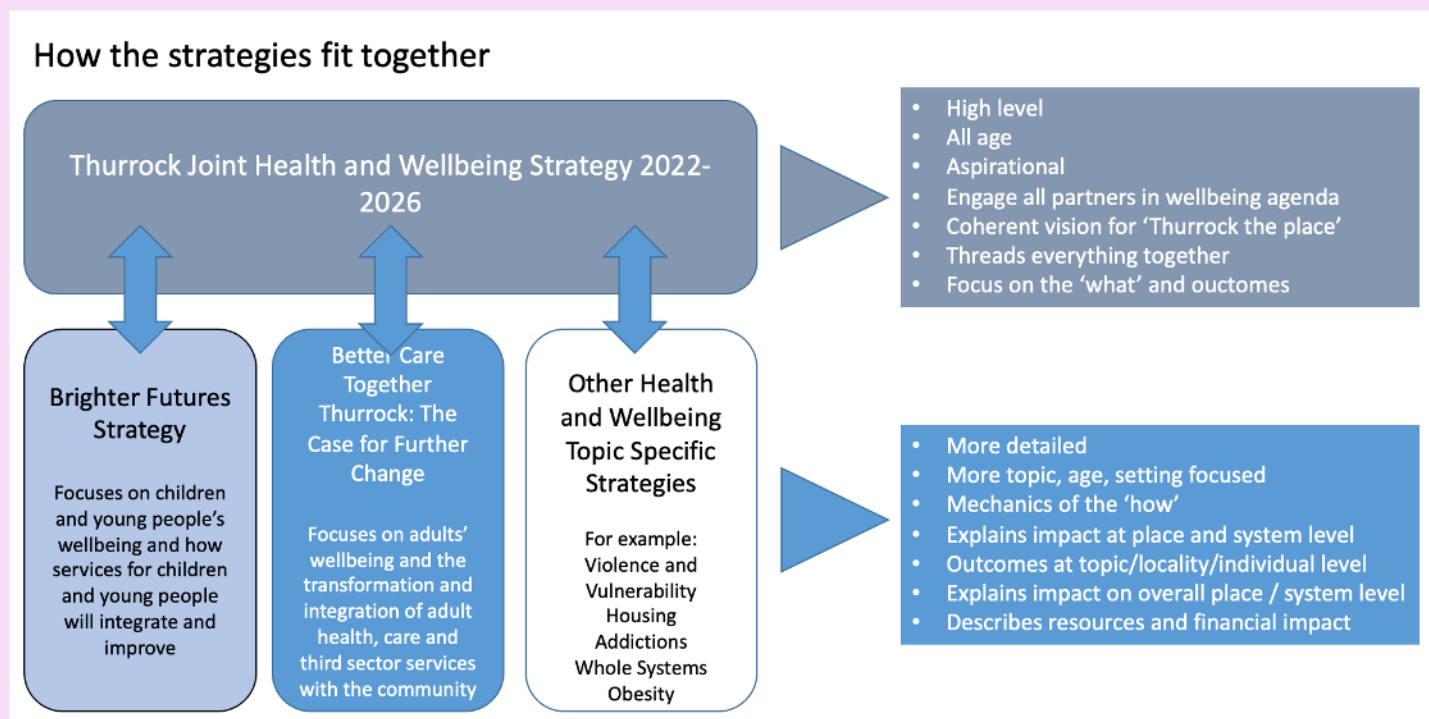 How the strategies fit together
Thurrock Joint Health and Wellbeing Strategy 2022-
2026
• High level
• All age
• Aspirational
• Engage all partners in wellbeing agenda
• Coherent vision for ‘Thurrock the place’
• Threads everything together
• Focus on the ‘what’ and ouctomes
Brighter Futures
Strategy
Focuses on children
and young people’s
wellbeing and how
services for children
and young people
will integrate and
improve
Better Care
Together
Thurrock: The
Case for Further
Change
Focuses on adults’
wellbeing and the
transformation and
integration of adult
health, care and
third sector services
with the community
Other Health
and Wellbeing
Topic Specific
Strategies
For example:
Violence and
Vulnerability
Housing
Addictions
Whole Systems
Obesity
• More detailed
• More topic, age, setting focused
• Mechanics of the ‘how’
• Explains impact at place and system level
• Outcomes at topic/locality/individual level
• Explains impact on overall place / system level
• Describes resources and financial impact